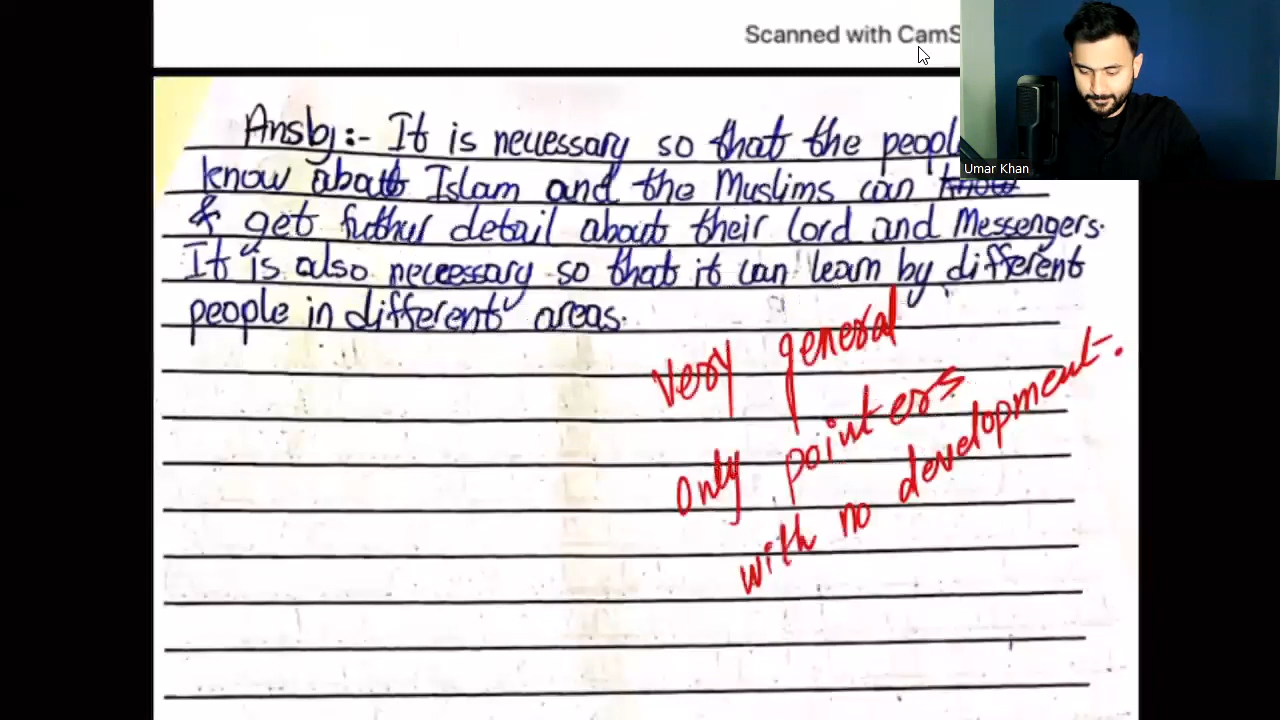 Scanned with CamS
Umar Khan
Ansbj:- It is necessary so that the peopl
know about Islam and the Muslims can know
& get futher detail about their lord and Messengers.
It is also necessary so that it can learn by different
people in different areas.
very general
only pointers
with no development.